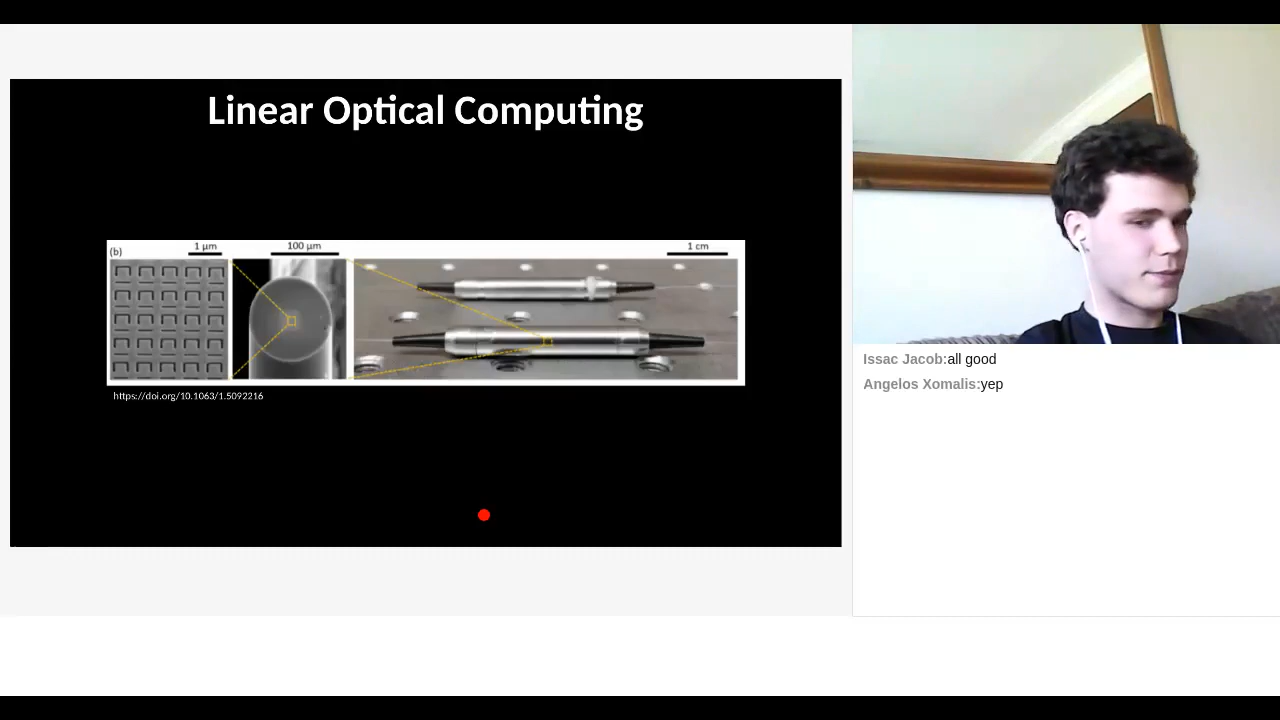 Linear Optical Computing
(b)
1 μm
100 μm
1 cm
https://doi.org/10.1063/1.5092216
Issac Jacob:all good
Angelos Xomalis:yep